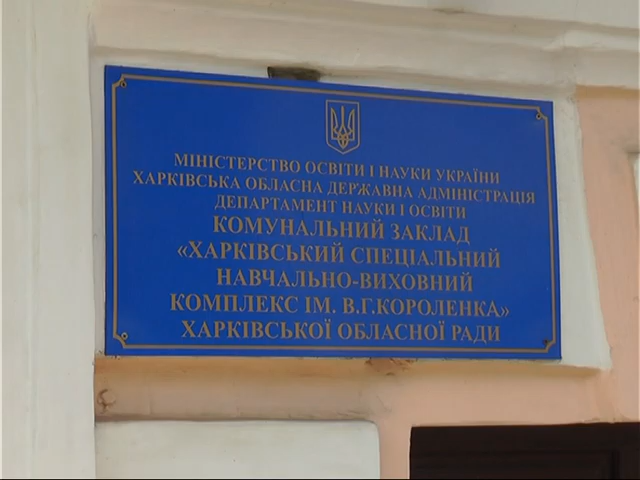 МІНІСТЕРСТВО ОСВІТИ І НАУКИ УКРАЇНИ
ХАРКІВСЬКА ОБЛАСНА ДЕРЖАВНА АДМІНІСТРАЦІЯ
ДЕПАРТАМЕНТ НАУКИ І ОСВІТИ
КОМУНАЛЬНИЙ ЗАКЛАД
«ХАРКІВСЬКИЙ СПЕЦІАЛЬНИЙ
НАВЧАЛЬНО-ВИХОВНИЙ
КОМПЛЕКС ІМ. В.Г.КОРОЛЕНКА»
ХАРКІВСЬКОЇ ОБЛАСНОЇ РАДИ